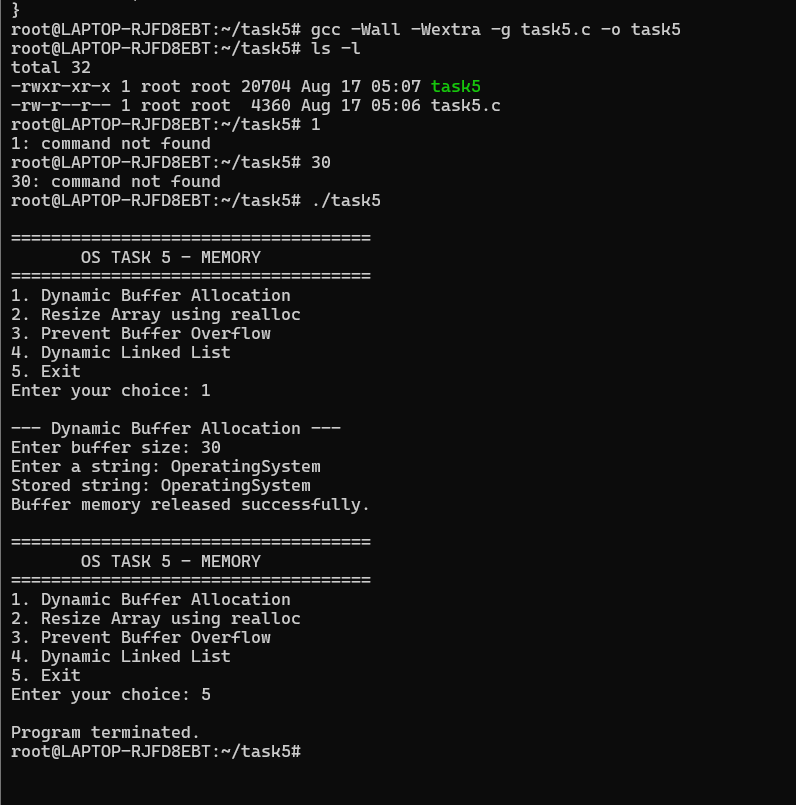 }
root@LAPTOP-RJFD8EBT:~/task5# gcc -Wall -Wextra -g task5.c -o task5
root@LAPTOP-RJFD8EBT:~/task5# ls -l
total 32
-rwxr-xr-x 1 root root 20704 Aug 17 05:07 task5
-rw-r--r-- 1 root root  4360 Aug 17 05:06 task5.c
root@LAPTOP-RJFD8EBT:~/task5# 1
1: command not found
root@LAPTOP-RJFD8EBT:~/task5# 30
30: command not found
root@LAPTOP-RJFD8EBT:~/task5# ./task5
====================================
       OS TASK 5 - MEMORY
====================================
1. Dynamic Buffer Allocation
2. Resize Array using realloc
3. Prevent Buffer Overflow
4. Dynamic Linked List
5. Exit
Enter your choice: 1
--- Dynamic Buffer Allocation ---
Enter buffer size: 30
Enter a string: OperatingSystem
Stored string: OperatingSystem
Buffer memory released successfully.
====================================
       OS TASK 5 - MEMORY
====================================
1. Dynamic Buffer Allocation
2. Resize Array using realloc
3. Prevent Buffer Overflow
4. Dynamic Linked List
5. Exit
Enter your choice: 5
Program terminated.
root@LAPTOP-RJFD8EBT:~/task5#